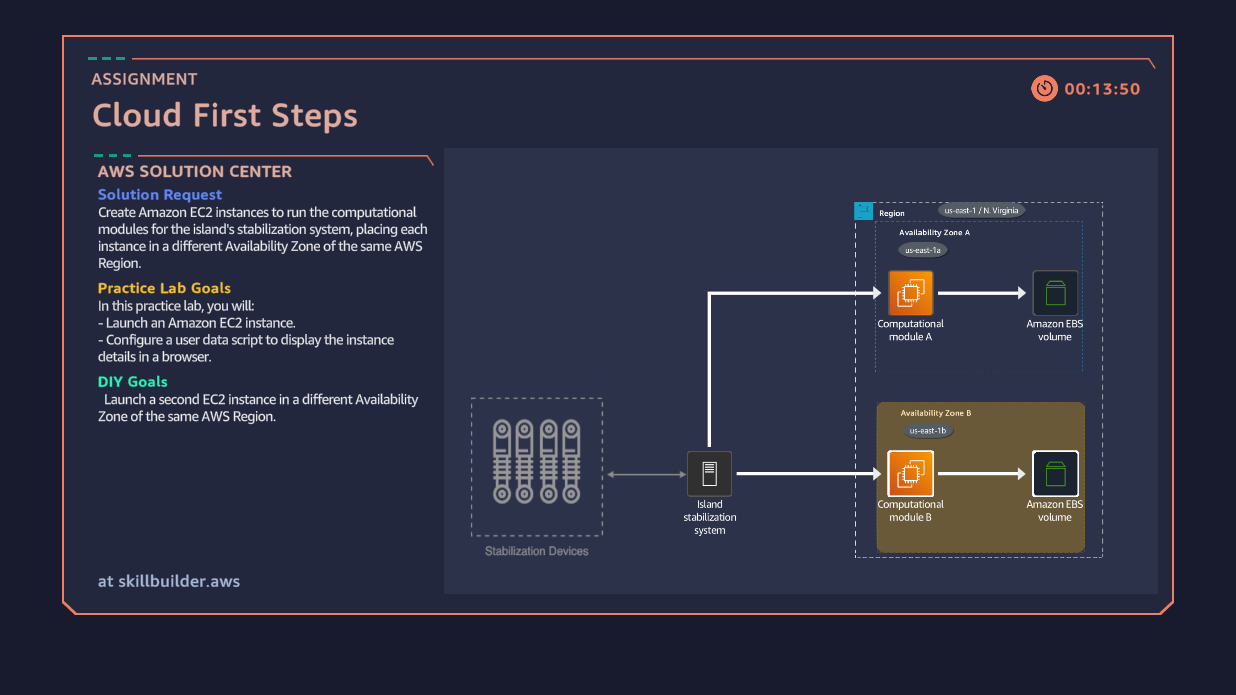 ASSIGNMENT
Cloud First Steps
00:13:50
AWS SOLUTION CENTER
Solution Request
Create Amazon EC2 instances to run the computational
modules for the island's stabilization system, placing each
instance in a different Availability Zone of the same AWS
Region.
Practice Lab Goals
In this practice lab, you will:
- Launch an Amazon EC2 instance.
- Configure a user data script to display the instance
details in a browser.
DIY Goals
Launch a second EC2 instance in a different Availability
Zone of the same AWS Region.
at skillbuilder.aws
Region
us-east-1 / N. Virginia
Availability Zone A
us-east-1a
Computational
module A
Amazon EBS
volume
Availability Zone B
us-east-1b
Computational
module B
Amazon EBS
volume
Island
stabilization
system
Stabilization Devices